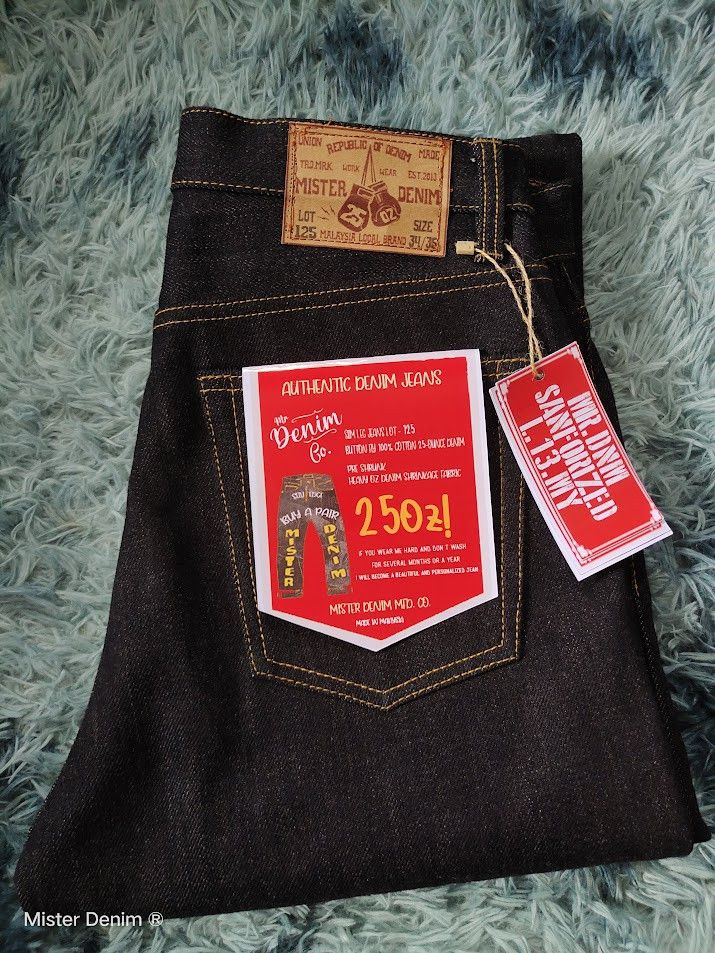 UNION REPUBLIC OF DENIM MADE
TRD.MRK WORK WEAR EST.2013
MISTER DENIM
25 OZ
LOT SIZE
125 MALAYSIA LOCAL BRAND 34/35
AUTHENTIC DENIM JEANS
Mr
Denim
Co.
SLIM LEG JEANS LOT - 125
BUTTON FLY 100% COTTON 25-OUNCE DENIM
PRE SHRUNK
HEAVY OZ DENIM SHRINKAGE FABRIC
25Oz!
BUY A PAIR
MISTER
DENIM
IF YOU WEAR ME HARD AND DON'T WASH
FOR SEVERAL MONTHS OR A YEAR
I WILL BECOME A BEAUTIFUL AND PERSONALIZED JEAN
MISTER DENIM MFD. CO.
MADE IN MALAYSIA
MR.DNM
SANFORIZED
1.13.MY
Mister Denim ®